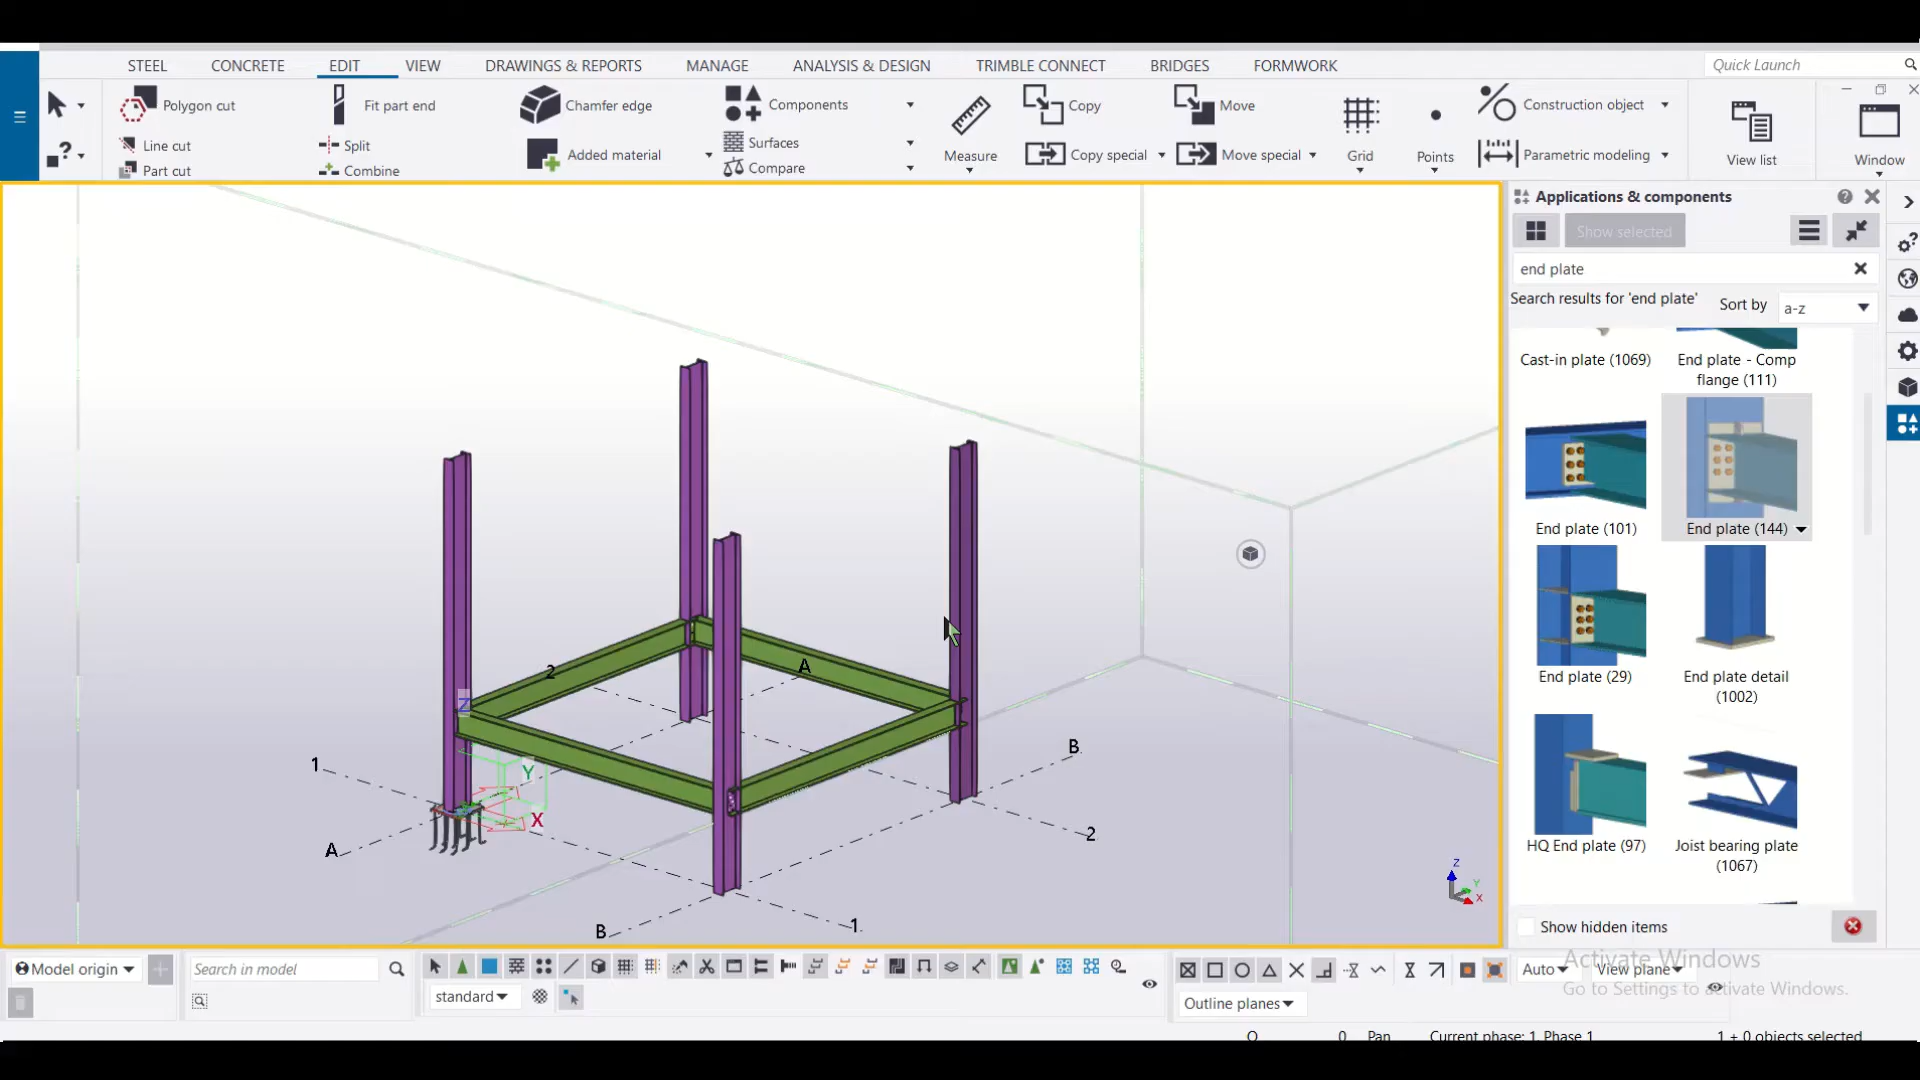 STEEL CONCRETE EDIT VIEW DRAWINGS & REPORTS MANAGE ANALYSIS & DESIGN TRIMBLE CONNECT BRIDGES FORMWORK Quick Launch
Polygon cut Fit part end Chamfer edge Components Copy Move Construction object
Line cut Split Added material Surfaces Measure Copy special Move special Grid Points Parametric modeling View list Window
Part cut Combine Compare
Applications & components
Show selected
end plate
Search results for 'end plate' Sort by a-z
Cast-in plate (1069) End plate - Comp
flange (111)
End plate (101) End plate (144)
End plate (29) End plate detail
(1002)
HQ End plate (97) Joist bearing plate
(1067)
Show hidden items
2 A
Z
1 B
Y
X
A 2
B 1
Z
Y
X
Activate Windows
Go to Settings to activate Windows.
Model origin Search in model Auto View plane
standard Outline planes
O 0 Pan Current phase: 1, Phase 1 1 + 0 objects selected